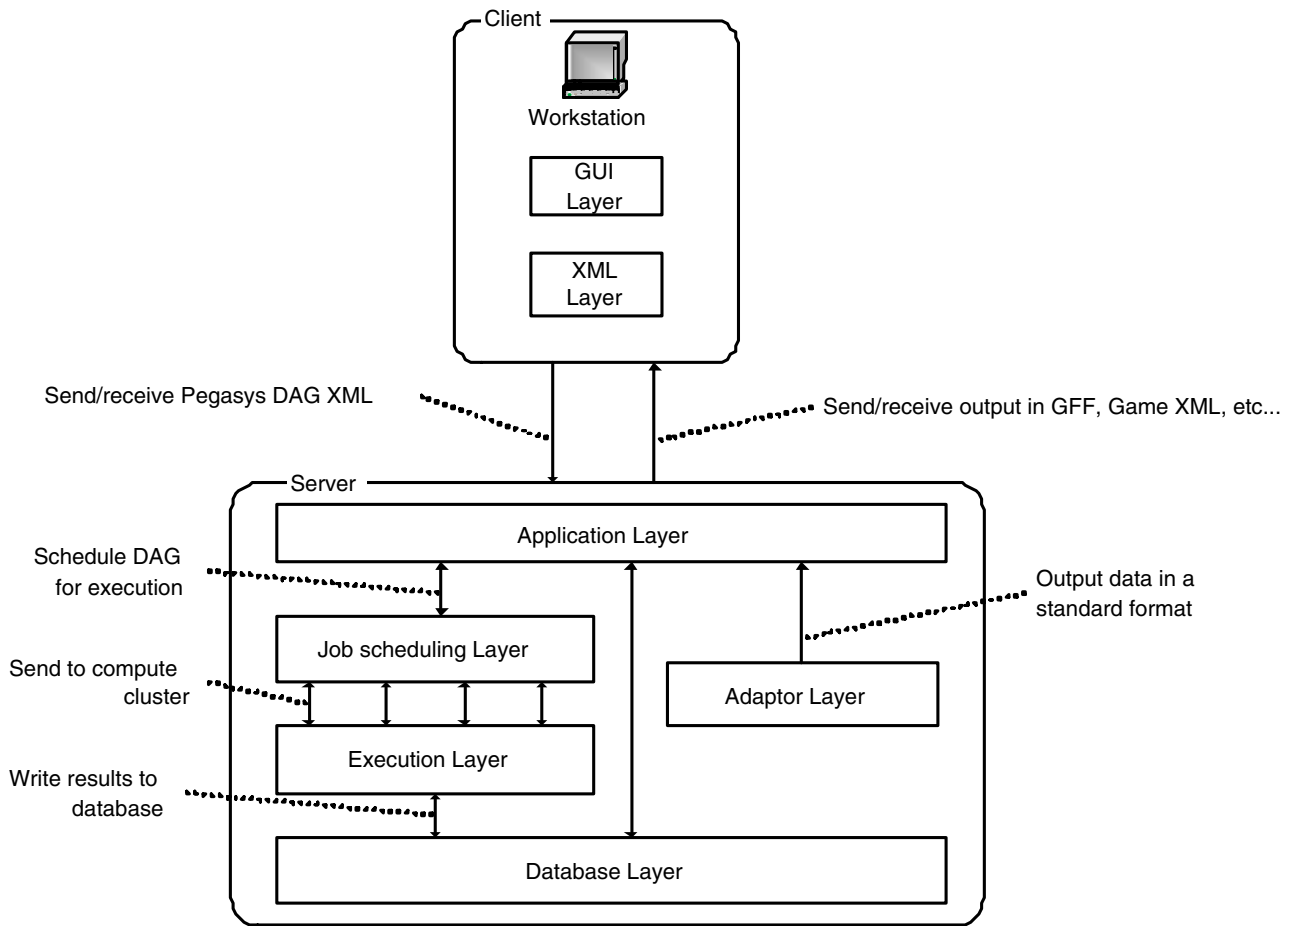 Client
Workstation
GUI
Layer
XML
Layer
Send/receive Pegasys DAG XML
Send/receive output in GFF, Game XML, etc...
Server
Application Layer
Schedule DAG
for execution
Output data in a
standard format
Job scheduling Layer
Send to compute
cluster
Adaptor Layer
Execution Layer
Write results to
database
Database Layer